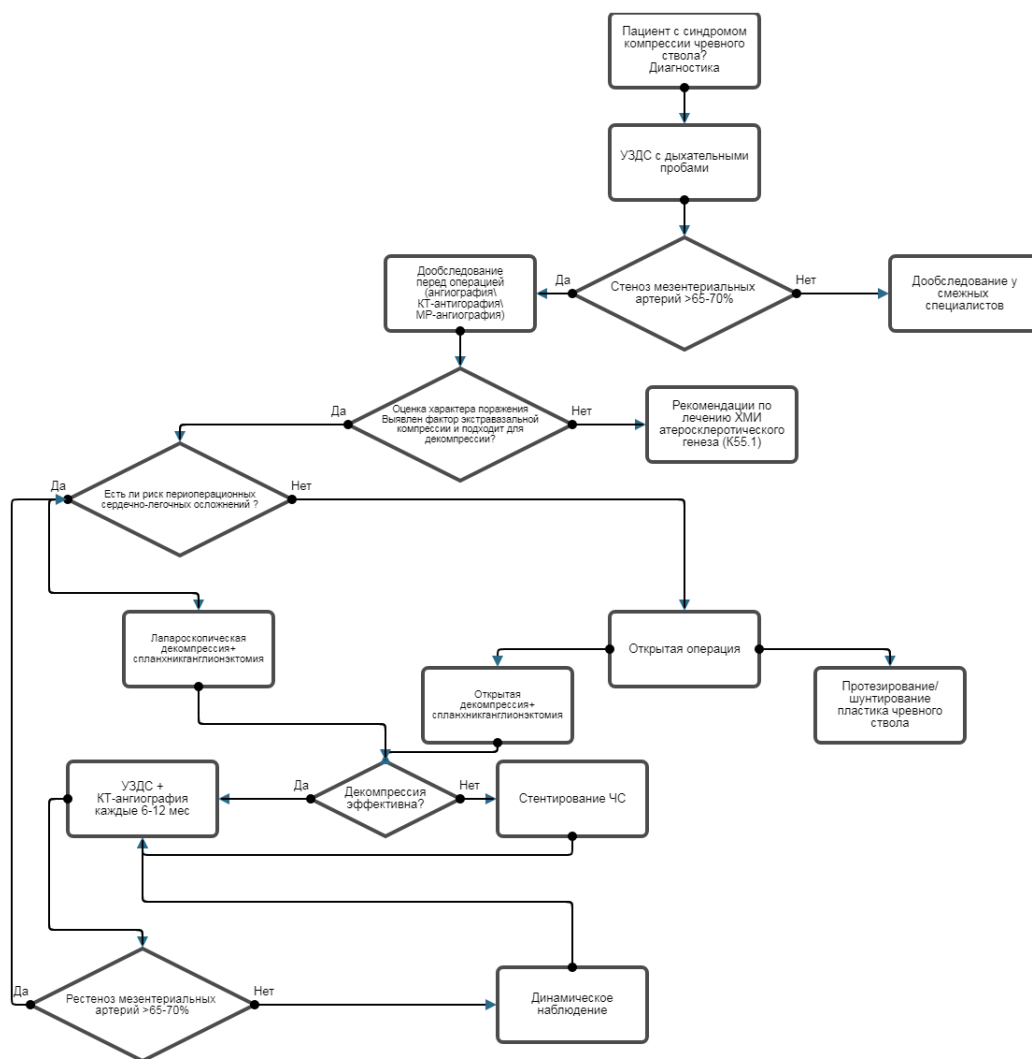 Пациент с синдромом
компрессии чревного
ствола?
Диагностика
УЗДС с дыхательными
пробами
Стеноз мезентериальных
артерий >65-70%
Да
Нет
Дообследование
перед операцией
(ангиография\
КТ-антигорафия\
МР-ангиография)
Дообследование у
смежных
специалистов
Оценка характера поражения
Выявлен фактор экстравазальной
компрессии и подходит для
декомпрессии?
Да
Нет
Рекомендации по
лечению ХМИ
атеросклеротического
генеза (К55.1)
Есть ли риск периоперационных
сердечно-легочных осложнений ?
Да
Нет
Лапароскопическая
декомпрессия+
спланхникганглионэктомия
Открытая операция
Открытая
декомпрессия+
спланхникганглионэктомия
Протезирование/
шунтирование
пластика чревного
ствола
Декомпрессия
эффективна?
Да
Нет
УЗДС +
КТ-ангиография
каждые 6-12 мес
Стентирование ЧС
Рестеноз мезентериальных
артерий >65-70%
Да
Нет
Динамическое
наблюдение